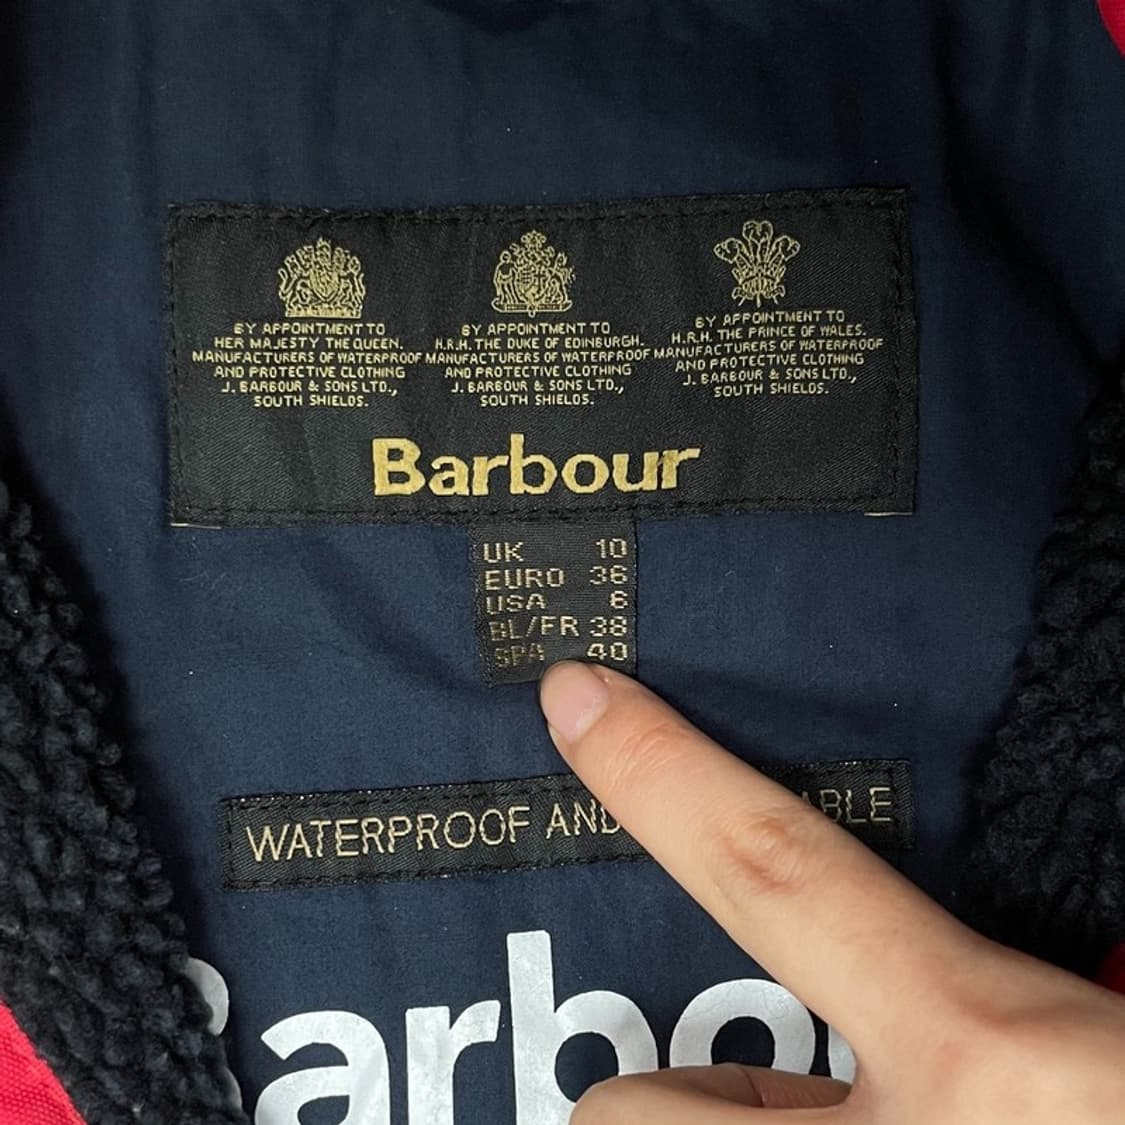 BY APPOINTMENT TO
HER MAJESTY THE QUEEN.
MANUFACTURERS OF WATERPROOF
AND PROTECTIVE CLOTHING
J. BARBOUR & SONS LTD.,
SOUTH SHIELDS.
BY APPOINTMENT TO
H.R.H. THE DUKE OF EDINBURGH.
MANUFACTURERS OF WATERPROOF
AND PROTECTIVE CLOTHING
J. BARBOUR & SONS LTD.,
SOUTH SHIELDS.
BY APPOINTMENT TO
H.R.H. THE PRINCE OF WALES.
MANUFACTURERS OF WATERPROOF
AND PROTECTIVE CLOTHING
J. BARBOUR & SONS LTD.,
SOUTH SHIELDS.
Barbour
UK 10
EURO 36
USA 6
BL/FR 38
SPA 40
WATERPROOF AND